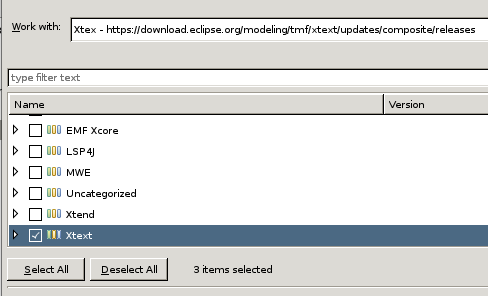 Work with: Xtex - https://download.eclipse.org/modeling/tmf/xtext/updates/composite/releases
type filter text
Name Version
EMF Xcore
LSP4J
MWE
Uncategorized
Xtend
Xtext
Select All Deselect All 3 items selected